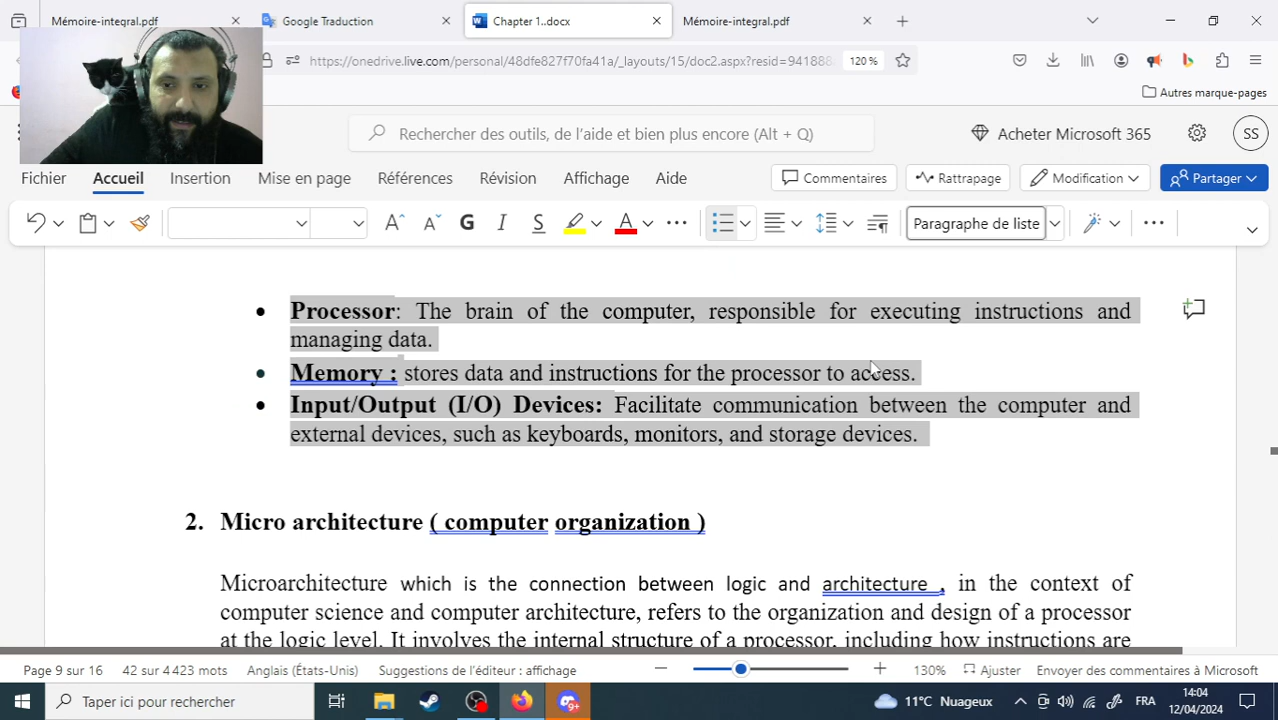 Mémoire-integral.pdf
Google Traduction
Chapter 1..docx
Mémoire-integral.pdf
https://onedrive.live.com/personal/48dfe827f70fa41a/_layouts/15/doc2.aspx?resid=941888
120 %
Autres marque-pages
Rechercher des outils, de l'aide et bien plus encore (Alt + Q)
Acheter Microsoft 365
SS
Fichier
Accueil
Insertion
Mise en page
Références
Révision
Affichage
Aide
Commentaires
Rattrapage
Modification
Partager
G
I
S
A
Paragraphe de liste
Processor: The brain of the computer, responsible for executing instructions and
managing data.
Memory : stores data and instructions for the processor to access.
Input/Output (I/O) Devices: Facilitate communication between the computer and
external devices, such as keyboards, monitors, and storage devices.
2. Micro architecture ( computer organization )
Microarchitecture which is the connection between logic and architecture , in the context of
computer science and computer architecture, refers to the organization and design of a processor
at the logic level. It involves the internal structure of a processor, including how instructions are
Page 9 sur 16
42 sur 4 423 mots
Anglais (États-Unis)
Suggestions de l'éditeur : affichage
130%
Ajuster
Envoyer des commentaires à Microsoft
Taper ici pour rechercher
9+
11°C Nuageux
FRA
14:04
12/04/2024